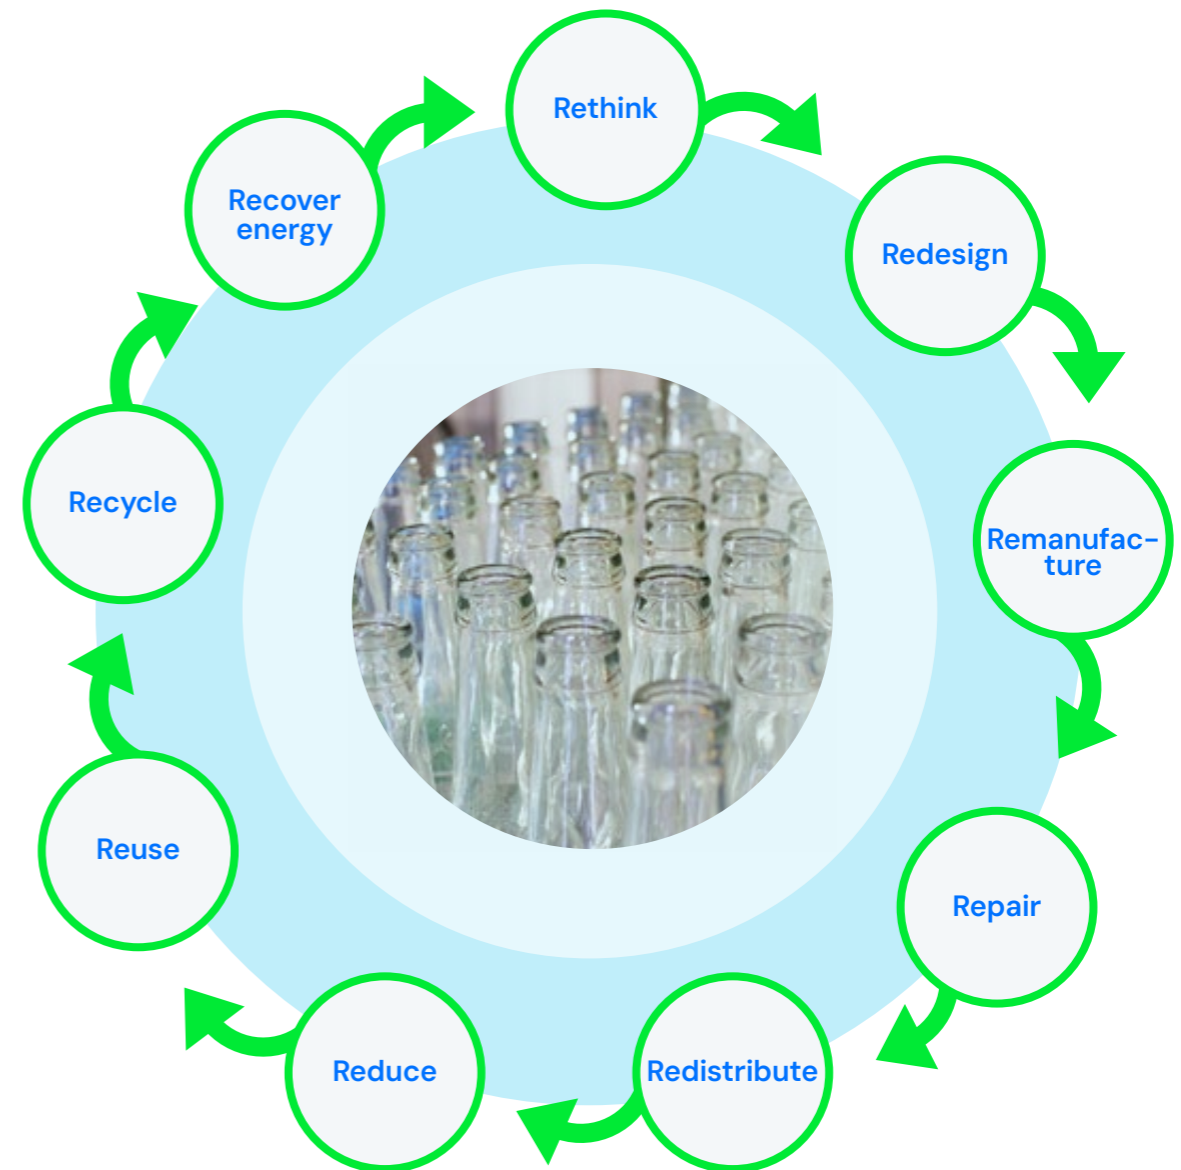 Rethink
Redesign
Remanufac-
ture
Repair
Redistribute
Reduce
Reuse
Recycle
Recover
energy